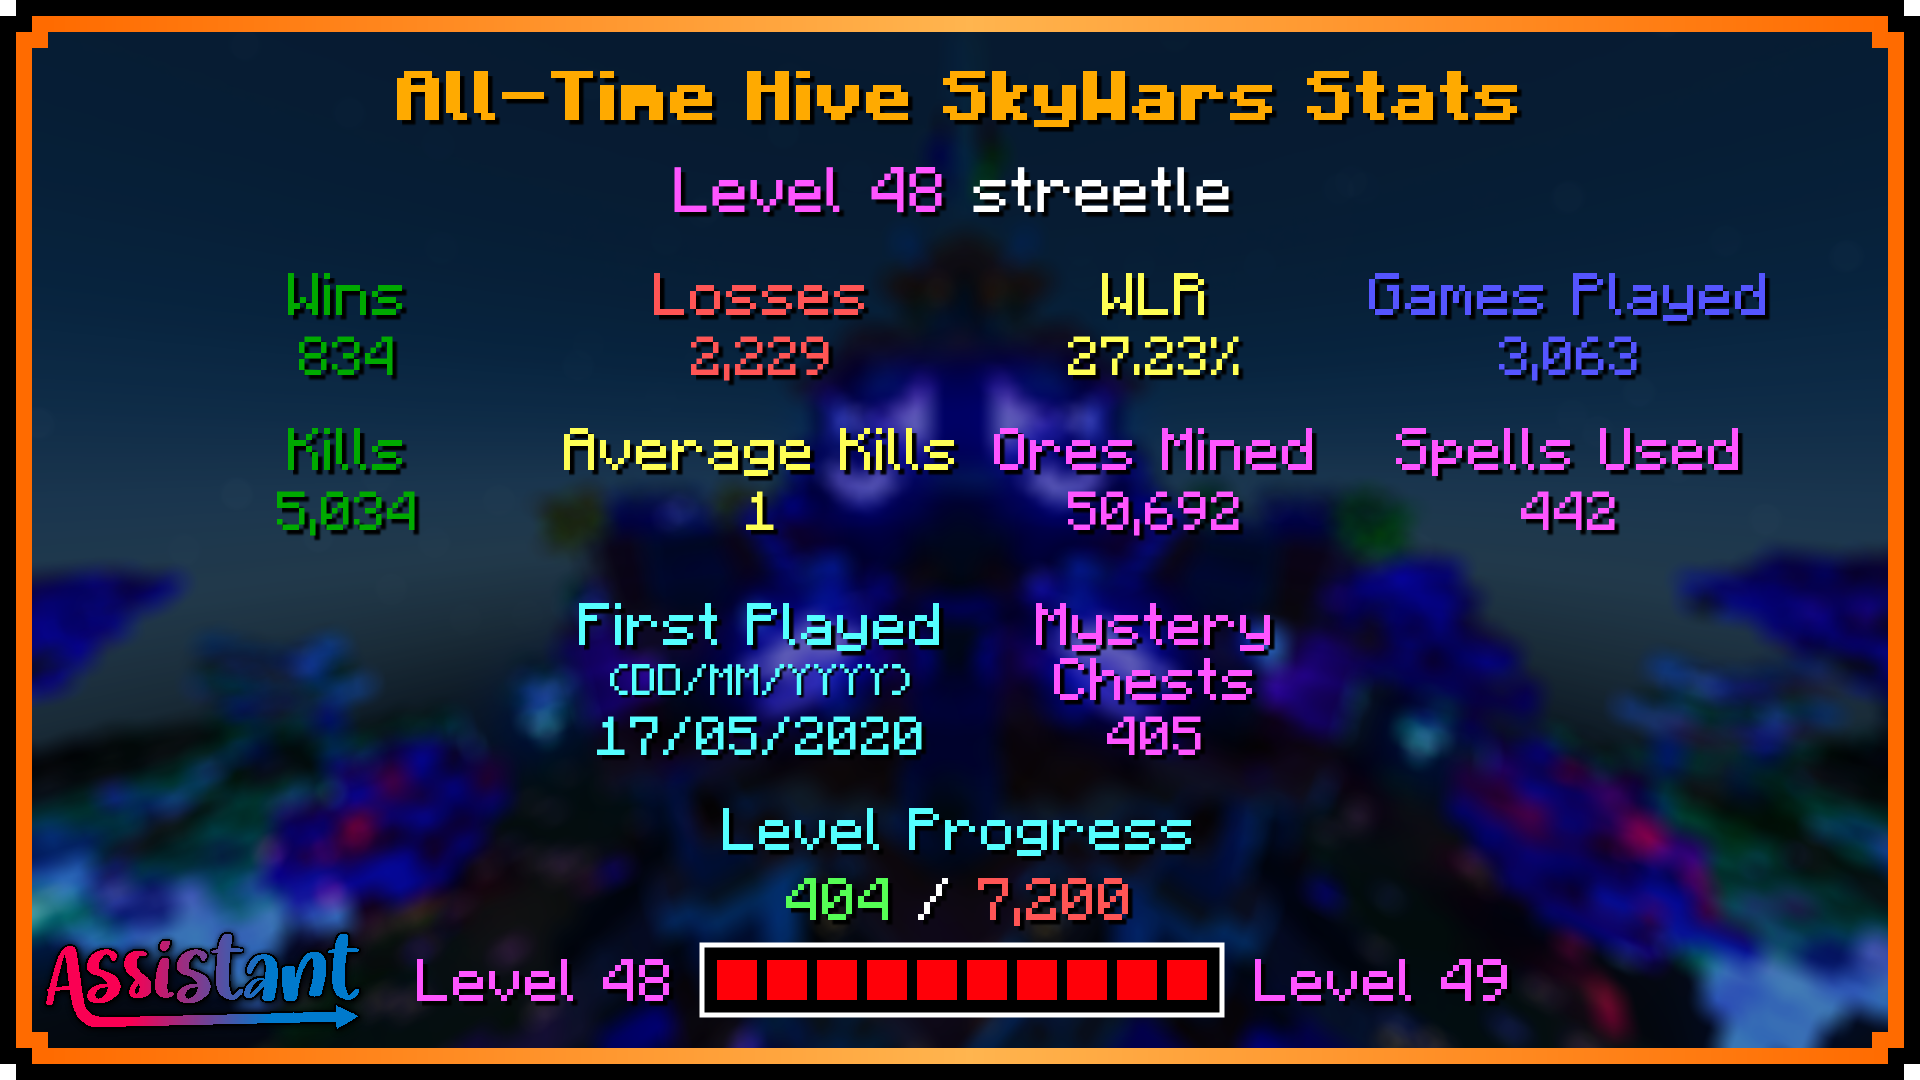 All-Time Hive SkyWars Stats
Level 48 streetle
Wins Losses WLR Games Played
834 2,229 27.23% 3,063
Kills Average Kills Ores Mined Spells Used
5,034 1 50,692 442
First Played Mystery
(DD/MM/YYYY) Chests
17/05/2020 405
Level Progress
404 / 7,200
Assistant Level 48 Level 49